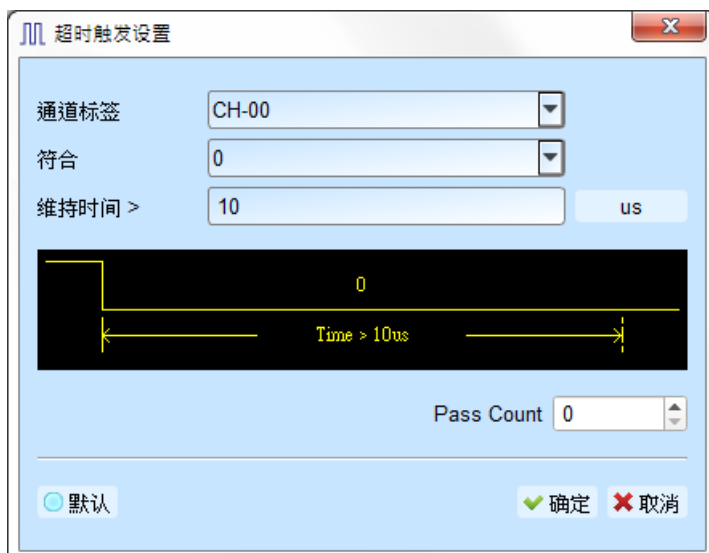 超时触发设置
通道标签 CH-00
符合 0
维持时间 > 10 us
0
Time > 10us
Pass Count 0
默认 确定 取消